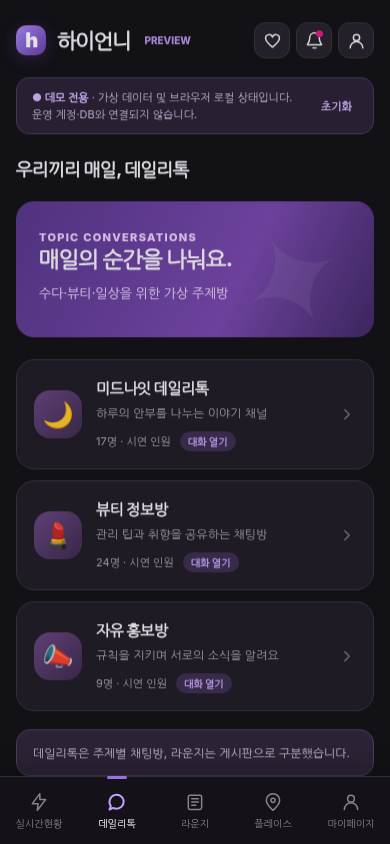 h 하이언니 PREVIEW
● 데모 전용 · 가상 데이터 및 브라우저 로컬 상태입니다.
운영 계정·DB와 연결되지 않습니다.
초기화
우리끼리 매일, 데일리톡
TOPIC CONVERSATIONS
매일의 순간을 나눠요.
수다·뷰티·일상을 위한 가상 주제방
미드나잇 데일리톡
하루의 안부를 나누는 이야기 채널
17명 · 시연 인원 대화 열기
뷰티 정보방
관리 팁과 취향을 공유하는 채팅방
24명 · 시연 인원 대화 열기
자유 홍보방
규칙을 지키며 서로의 소식을 알려요
9명 · 시연 인원 대화 열기
데일리톡은 주제별 채팅방, 라운지는 게시판으로 구분했습니다.
실시간현황 데일리톡 라운지 플레이스 마이페이지